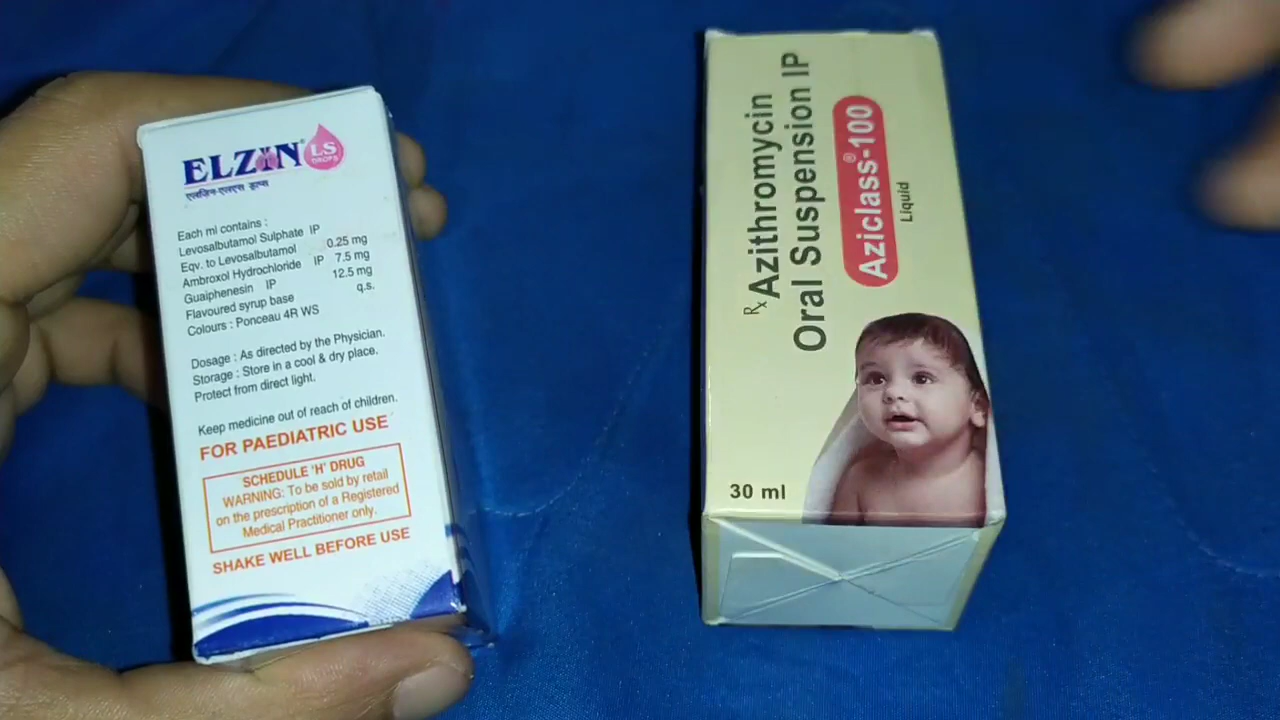 ELZIN® LS
DROPS
एलज़िन-एलएस ड्राप्स
Each ml contains :
Levosalbutamol Sulphate IP
Eqv. to Levosalbutamol 0.25 mg
Ambroxol Hydrochloride IP 7.5 mg
Guaiphenesin IP 12.5 mg
Flavoured syrup base q.s.
Colours : Ponceau 4R WS
Dosage : As directed by the Physician.
Storage : Store in a cool & dry place.
Protect from direct light.
Keep medicine out of reach of children.
FOR PAEDIATRIC USE
SCHEDULE 'H' DRUG
WARNING: To be sold by retail
on the prescription of a Registered
Medical Practitioner only.
SHAKE WELL BEFORE USE
Rx Azithromycin
Oral Suspension IP
Aziclass®-100
Liquid
30 ml